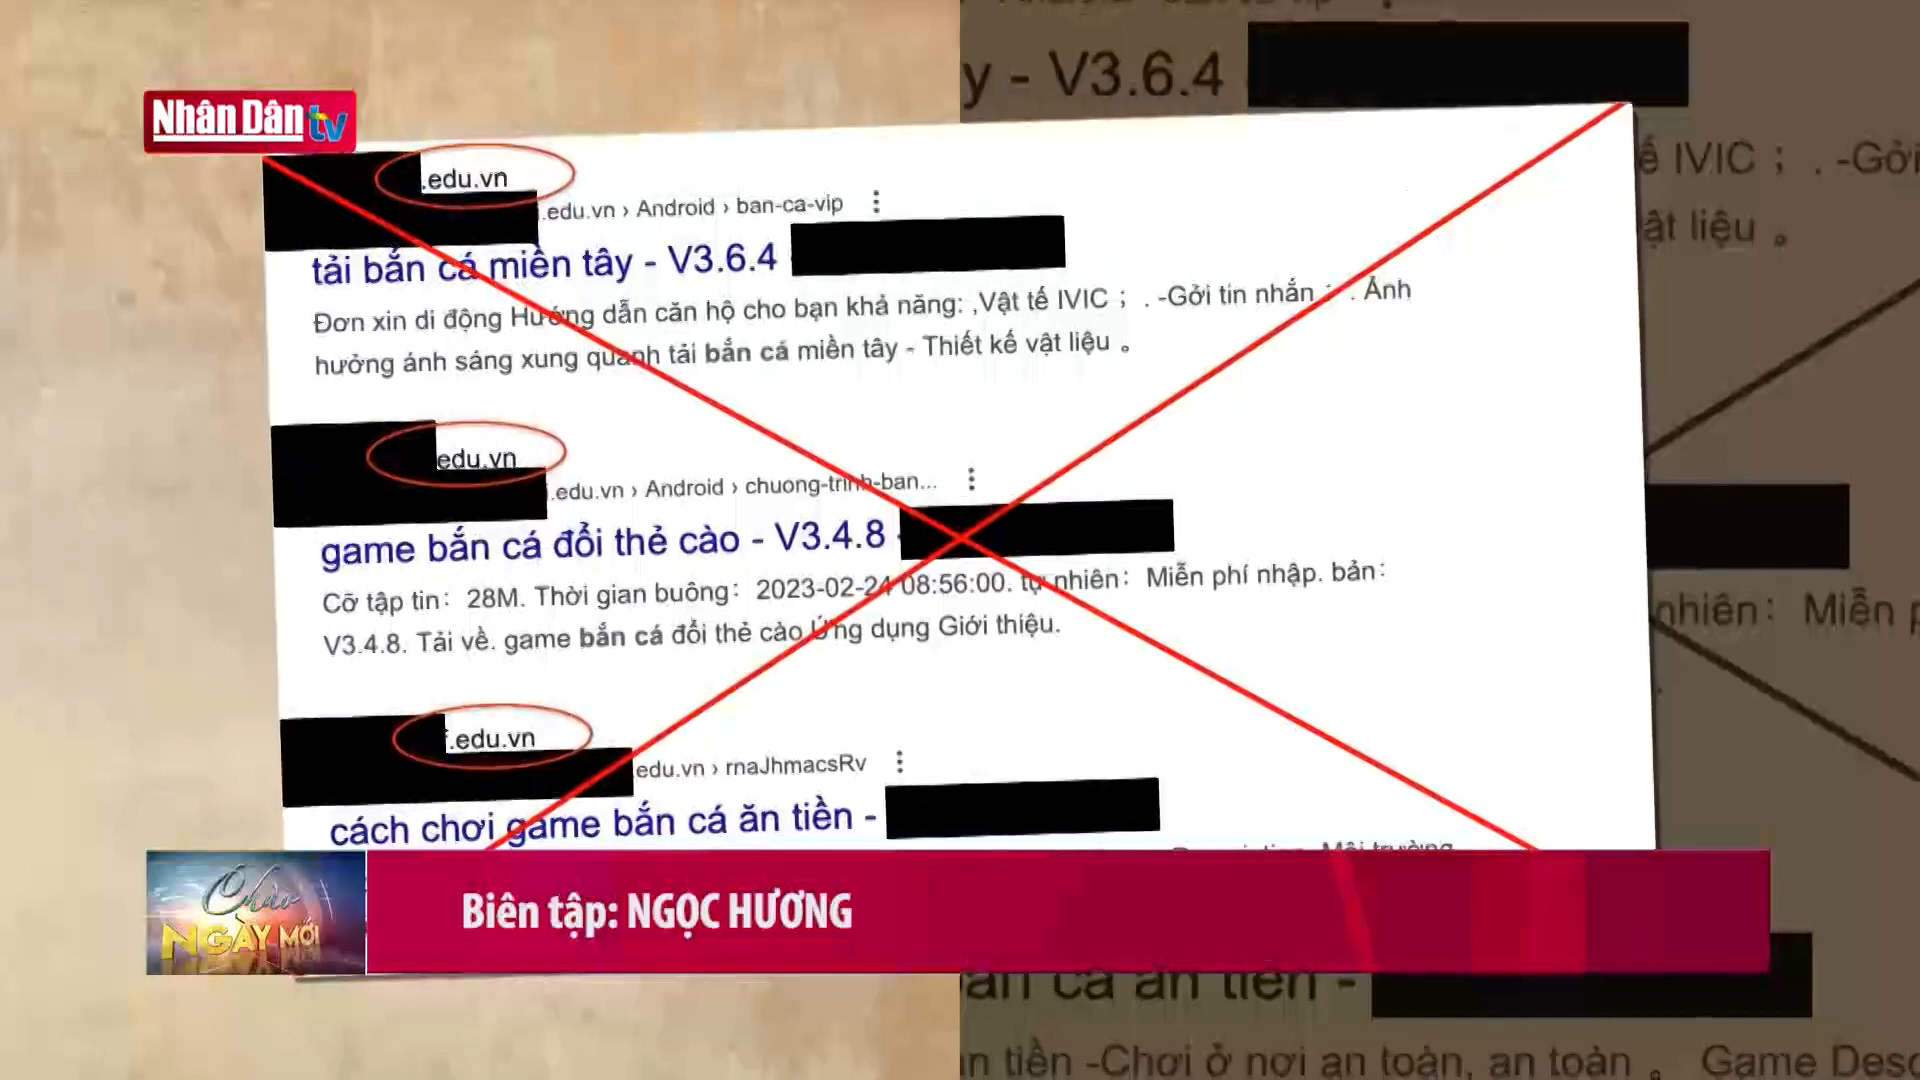 y - V3.6.4
Nhân Dân tv
.edu.vn
.edu.vn › Android › ban-ca-vip
tải bắn cá miền tây - V3.6.4
Đơn xin di động Hướng dẫn căn hộ cho bạn khả năng: ,Vật tế IVIC ; . -Gởi tin nhắn : . Ảnh
hưởng ánh sáng xung quanh tải bắn cá miền tây - Thiết kế vật liệu 。
ế IVIC ; . -Gởi
ật liệu 。
edu.vn
.edu.vn › Android › chuong-trinh-ban...
game bắn cá đổi thẻ cào - V3.4.8 -
Cỡ tập tin: 28M. Thời gian buông: 2023-02-24 08:56:00. tự nhiên: Miễn phí nhập. bản:
V3.4.8. Tải về. game bắn cá đổi thẻ cào Ứng dụng Giới thiệu.
nhiên: Miễn p
.edu.vn
edu.vn › rnaJhmacsRv
cách chơi game bắn cá ăn tiền -
Chào
NGÀY MỚI
Biên tập: NGỌC HƯƠNG
ắn cá ăn tiền -
ăn tiền -Chơi ở nơi an toàn, an toàn 。 Game Desc